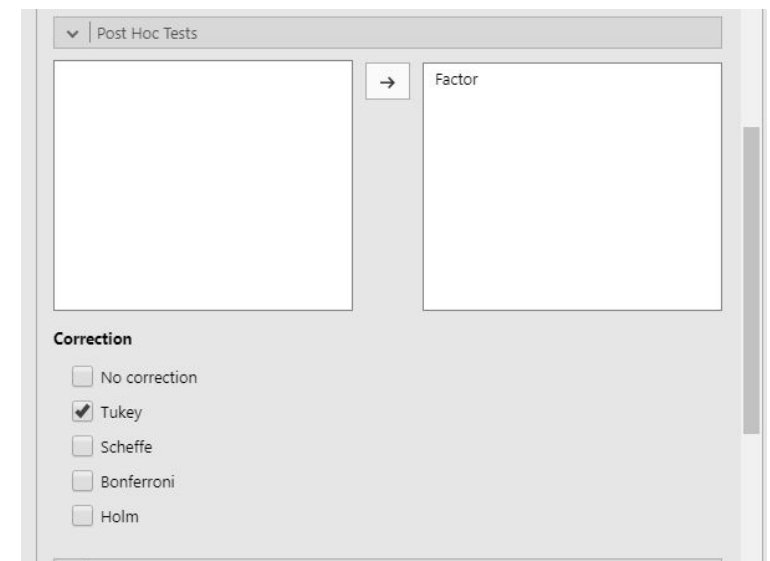 Post Hoc Tests
Factor
Correction
No correction
Tukey
Scheffe
Bonferroni
Holm